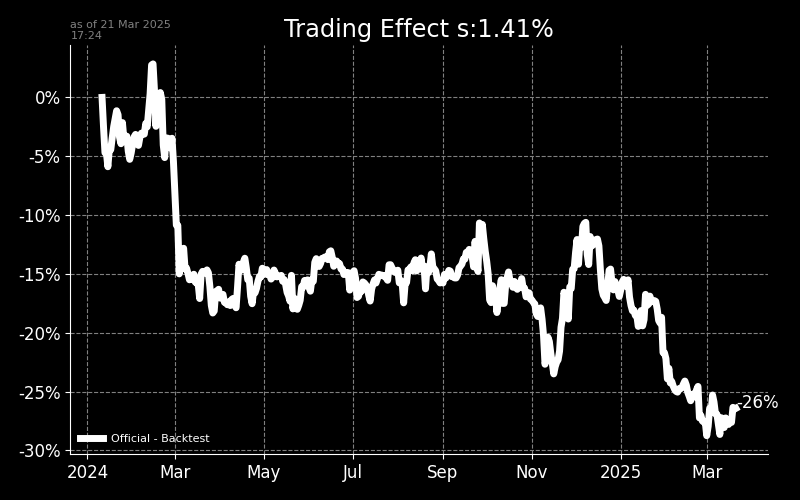 as of 21 Mar 2025
17:24
Trading Effect s:1.41%
0%
-5%
-10%
-15%
-20%
-25%
-30%
-26%
Official - Backtest
2024 Mar May Jul Sep Nov 2025 Mar